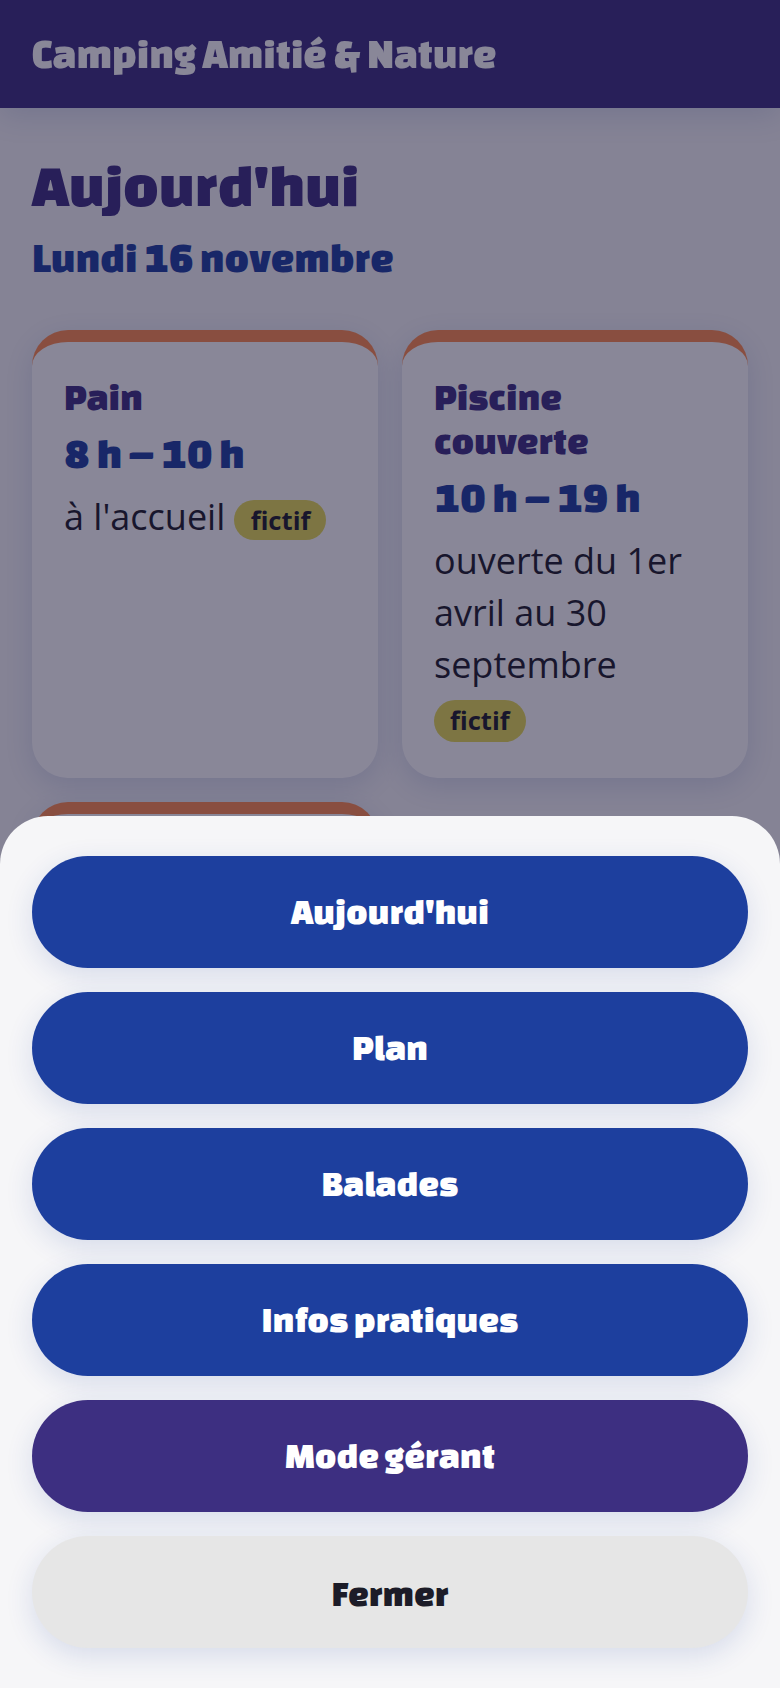 Camping Amitié & Nature
Aujourd'hui
Lundi 16 novembre
Pain
8 h – 10 h
à l'accueil fictif
Piscine
couverte
10 h – 19 h
ouverte du 1er
avril au 30
septembre
fictif
Aujourd'hui
Plan
Balades
Infos pratiques
Mode gérant
Fermer